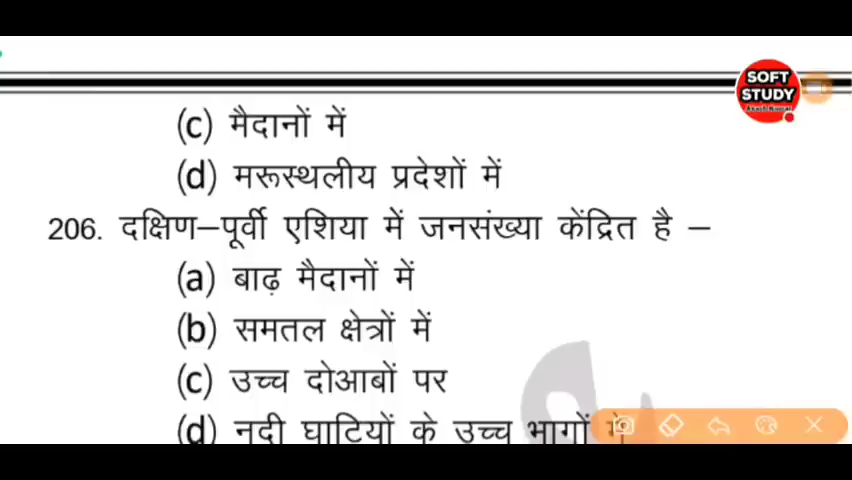 SOFT
STUDY
(c) मैदानों में
(d) मरूस्थलीय प्रदेशों में
206. दक्षिण–पूर्वी एशिया में जनसंख्या केंद्रित है –
(a) बाढ़ मैदानों में
(b) समतल क्षेत्रों में
(c) उच्च दोआबों पर
(d) नदी घाटियों के उच्च भागों में